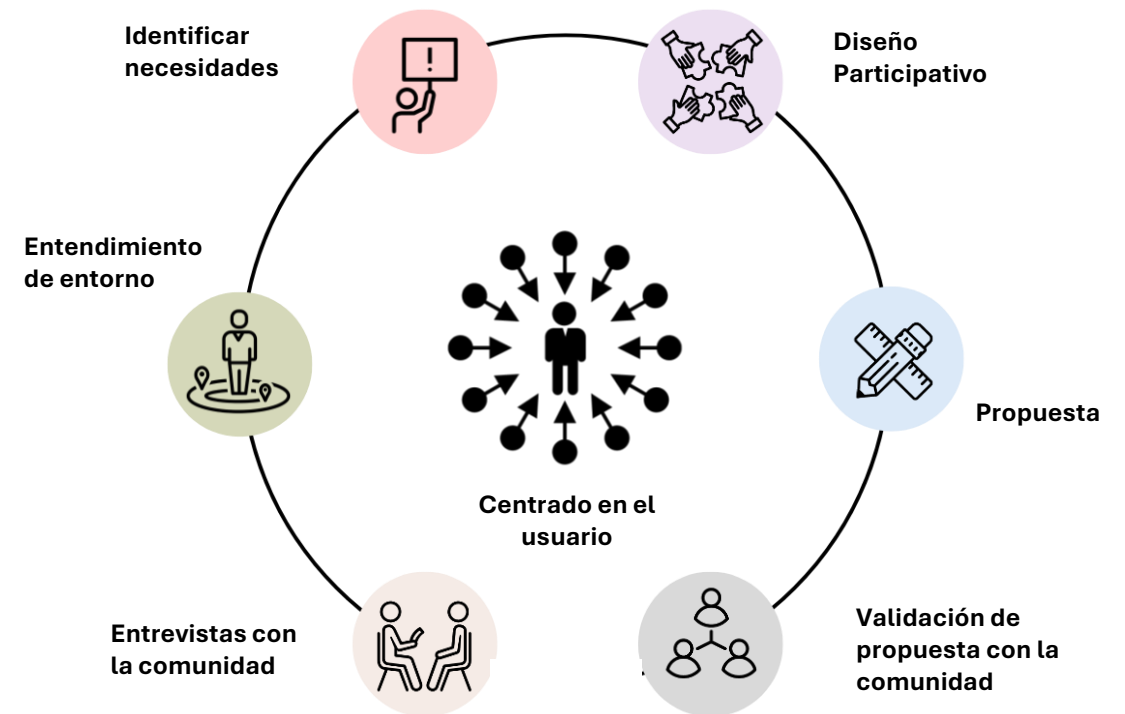 Identificar
necesidades
Diseño
Participativo
Entendimiento
de entorno
Propuesta
Centrado en el
usuario
Entrevistas con
la comunidad
Validación de
propuesta con la
comunidad